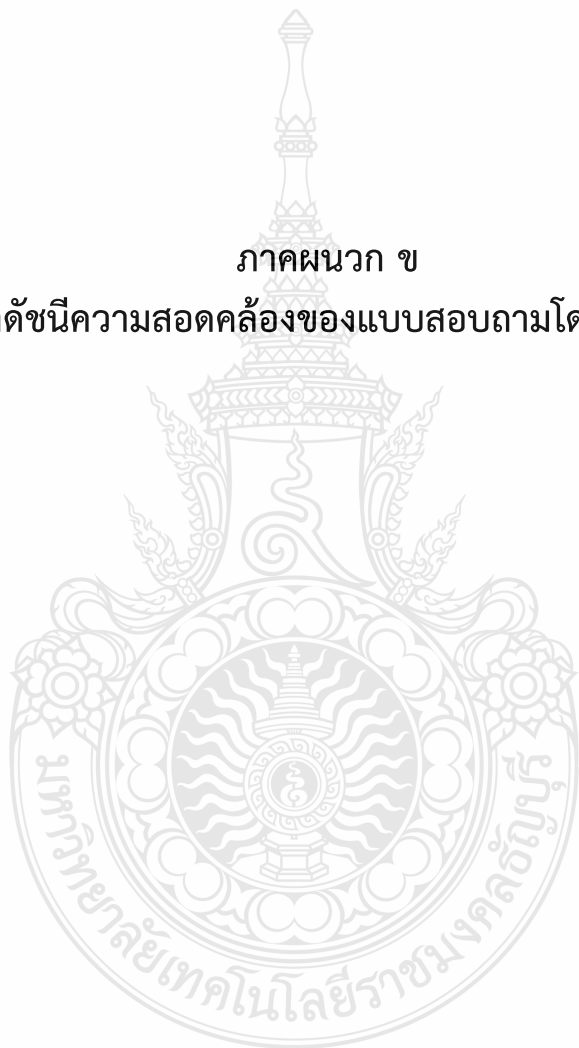 ภาคผนวก ข
ดัชนีความสอดคล้องของแบบสอบถามโด
มหาวิทยาลัยเทคโนโลยีราชมงคลธัญบุรี